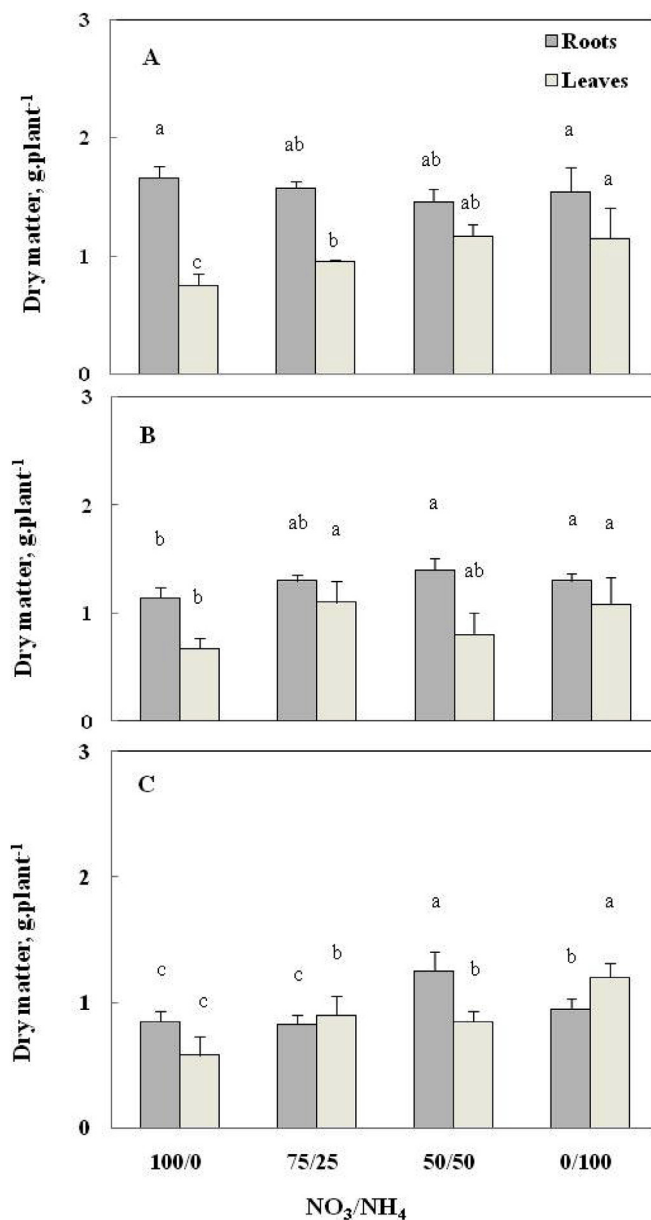 3
A
Roots
Leaves
2
a
ab
ab
a
ab
a
b
c
1
0
Dry matter, g.plant-1
3
B
2
a
ab
a
a
a
b
ab
b
1
0
Dry matter, g.plant-1
3
C
2
a
a
b
b
c
c
b
c
1
0
Dry matter, g.plant-1
100/0 75/25 50/50 0/100
NO3/NH4